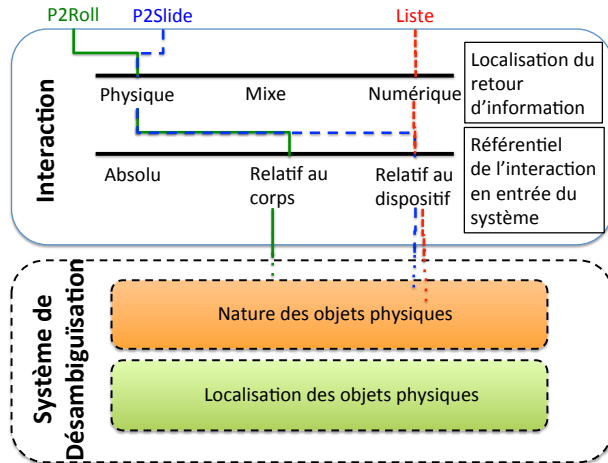 P2Roll P2Slide Liste
Interaction
Physique Mixe Numérique
Localisation du
retour
d'information
Absolu Relatif au
corps
Relatif au
dispositif
Référentiel
de l'interaction
en entrée du
système
Système de
Désambiguïsation
Nature des objets physiques
Localisation des objets physiques